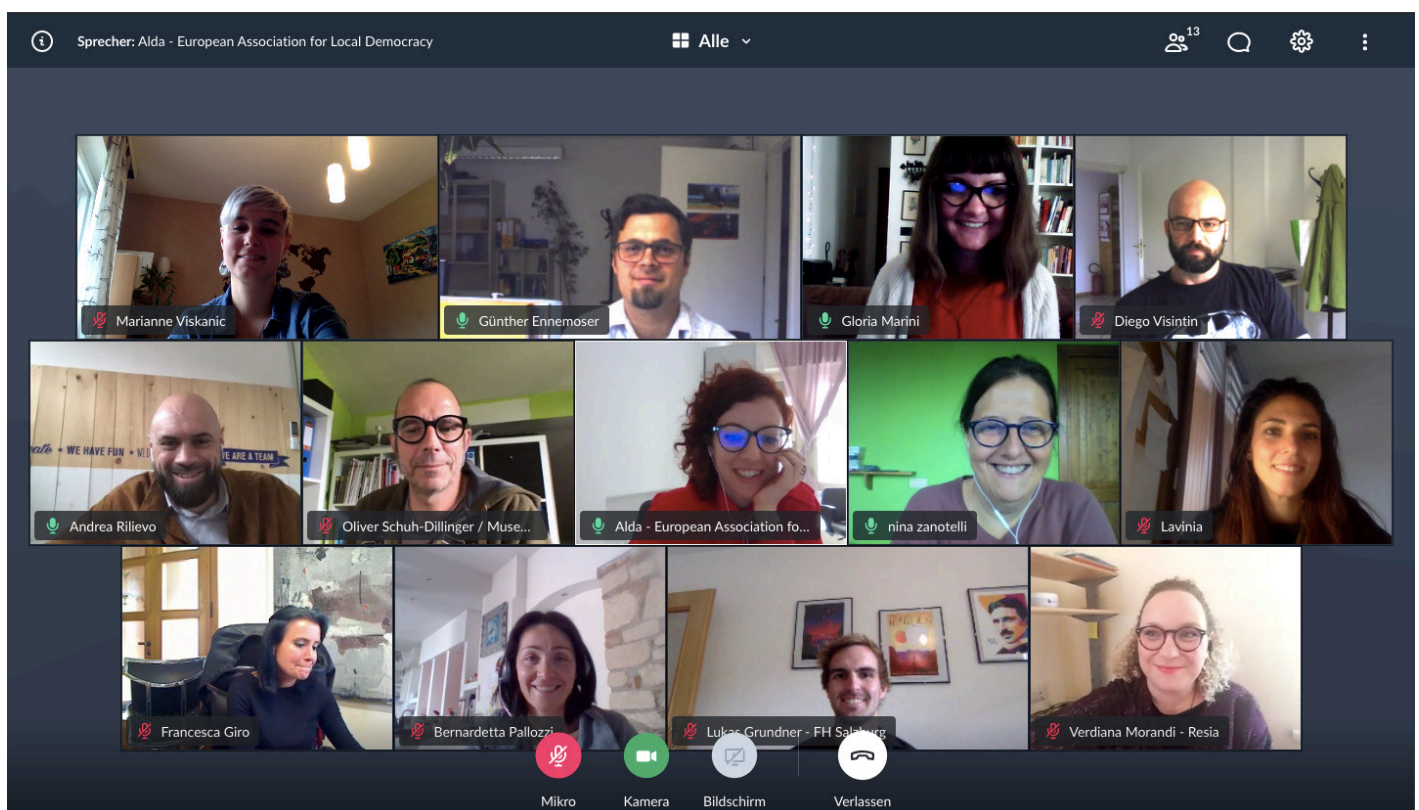 Sprecher: Alda - European Association for Local Democracy
Alle
13
Marianne Viskanic
Günther Ennemoser
Gloria Marini
Diego Visintin
WE HAVE FUN
WE ARE A TEAM
Andrea Rilievo
Oliver Schuh-Dillinger / Muse...
Alda - European Association fo...
nina zanotelli
Lavinia
Francesca Giro
Bernardetta Pallozzi
Lukas Grundner - FH Salzburg
Verdiana Morandi - Resia
Mikro
Kamera
Bildschirm
Verlassen